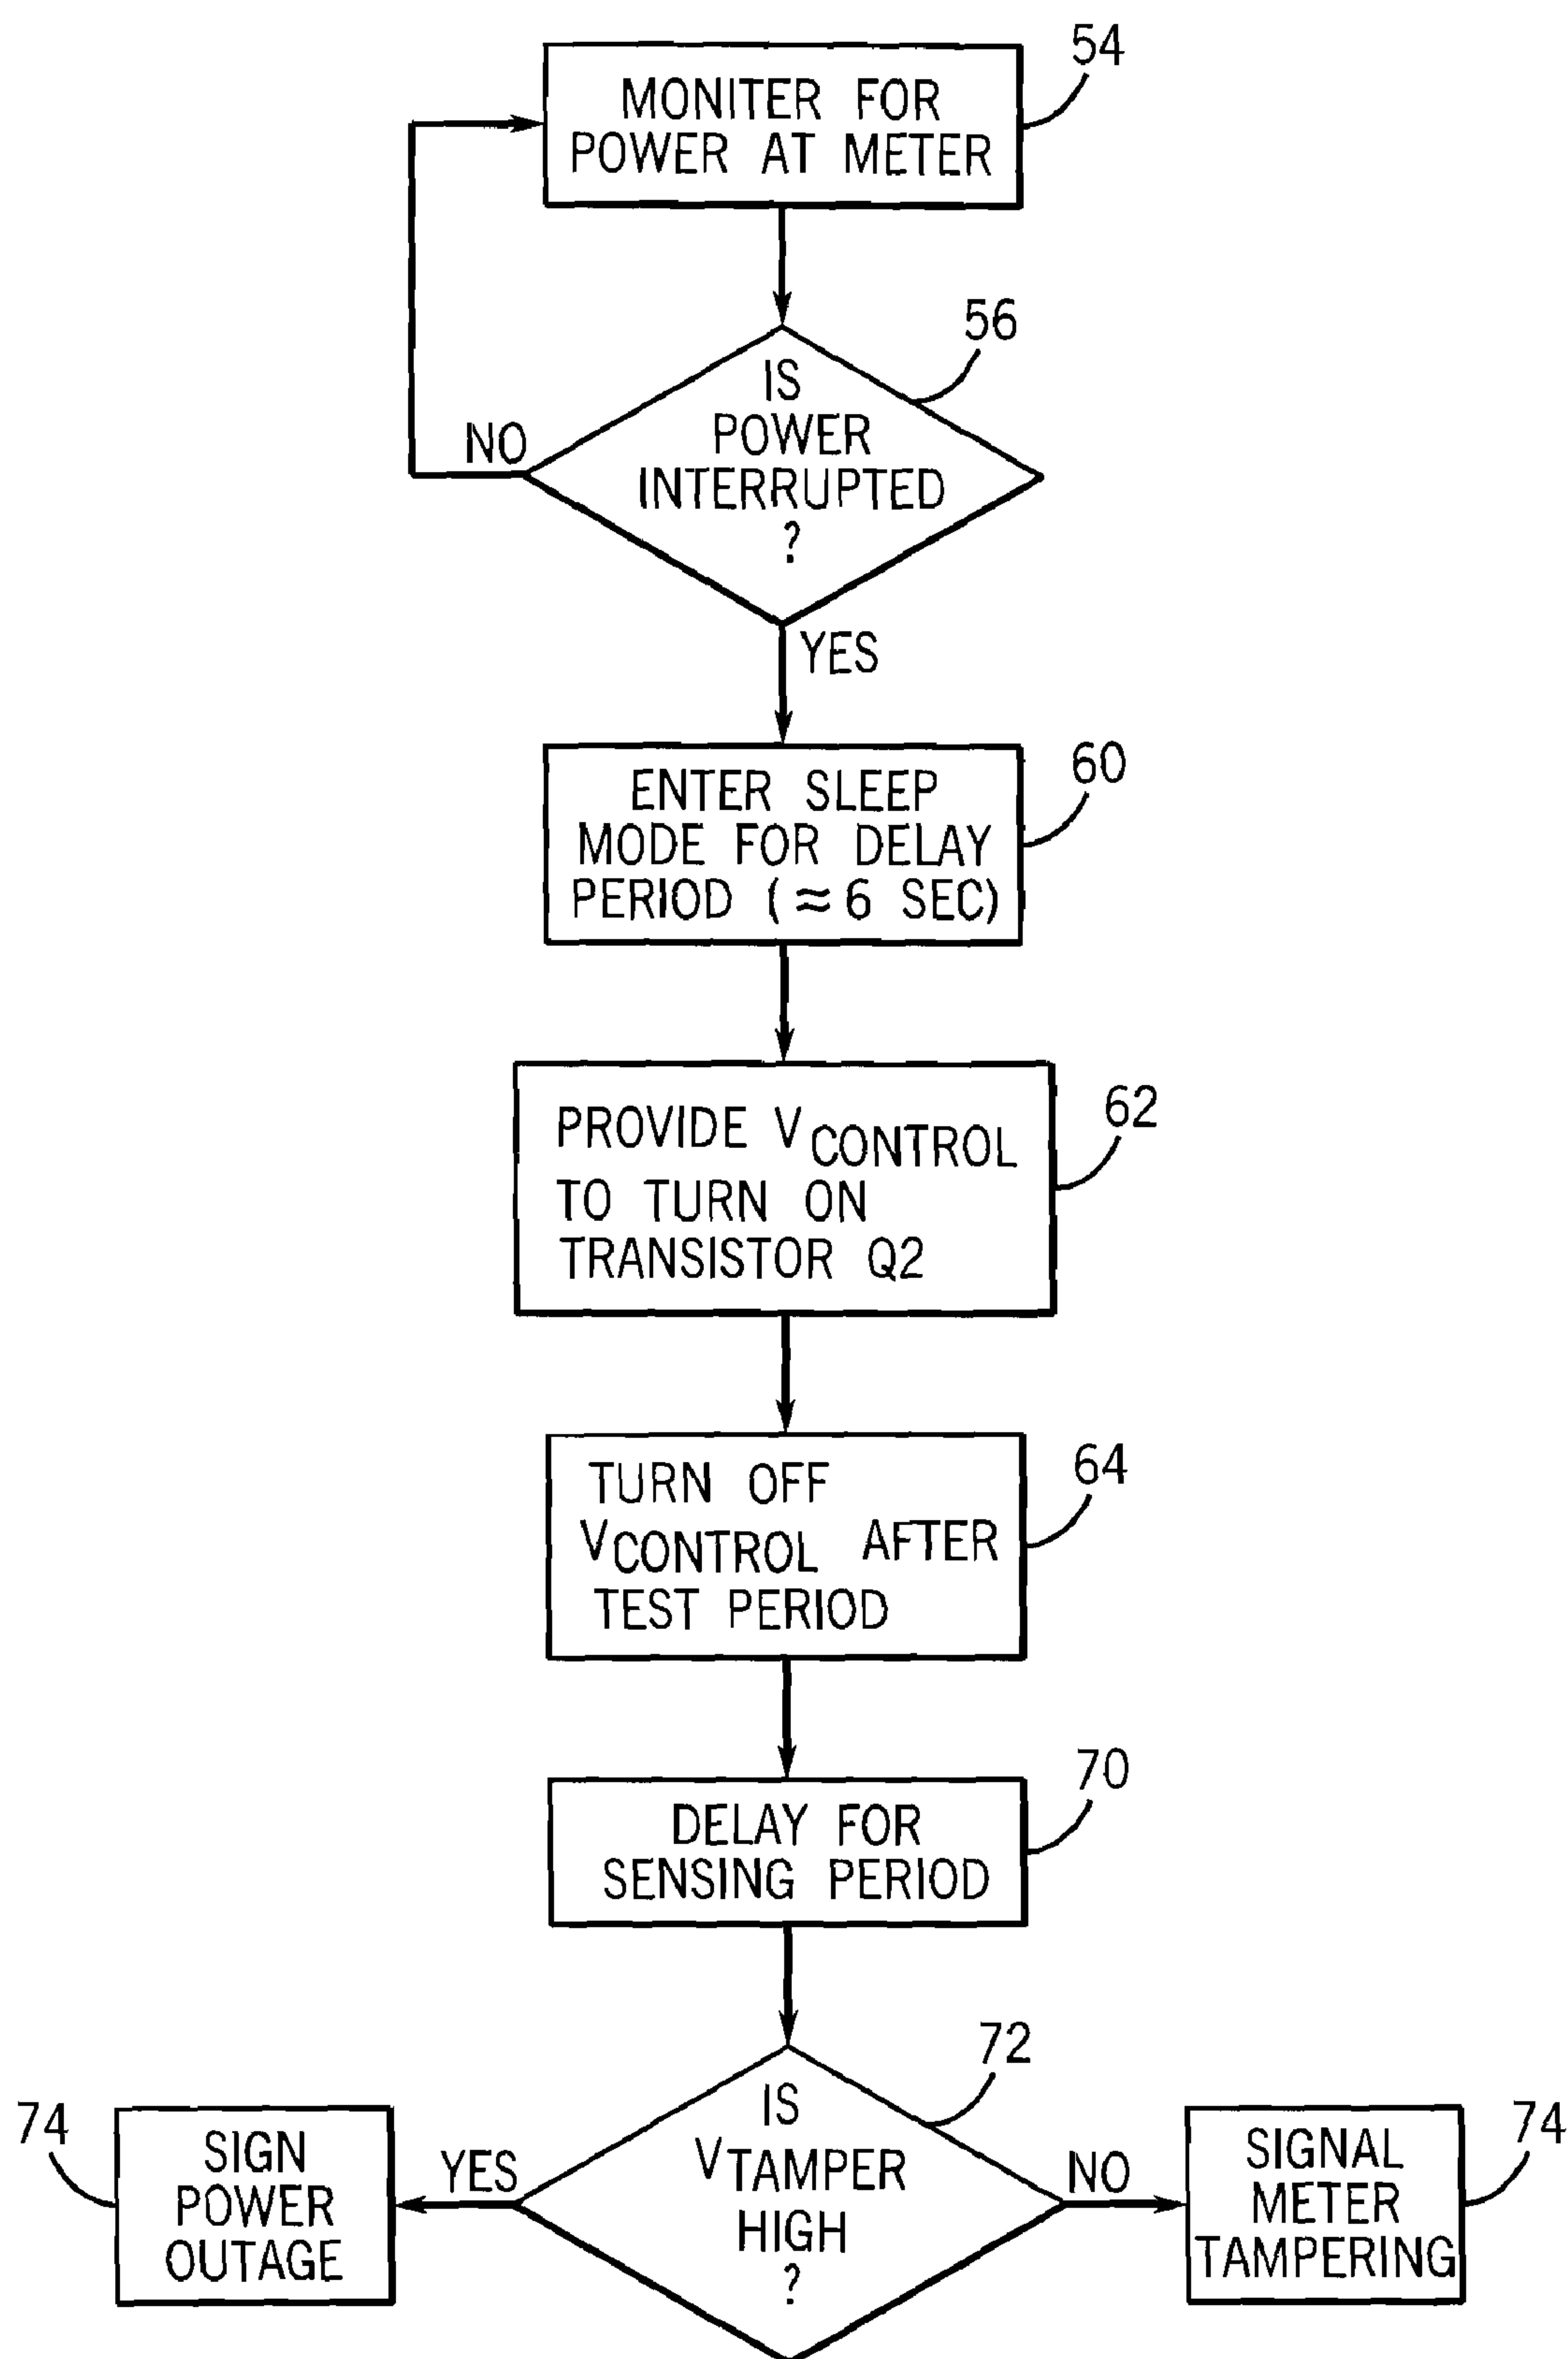 54
MONITER FOR
POWER AT METER
56
IS
POWER
INTERRUPTED
?
NO
YES
60
ENTER SLEEP
MODE FOR DELAY
PERIOD (≈6 SEC)
62
PROVIDE VCONTROL
TO TURN ON
TRANSISTOR Q2
64
TURN OFF
VCONTROL AFTER
TEST PERIOD
70
DELAY FOR
SENSING PERIOD
72
IS
VTAMPER
HIGH
?
YES
NO
74
SIGN
POWER
OUTAGE
74
SIGNAL
METER
TAMPERING